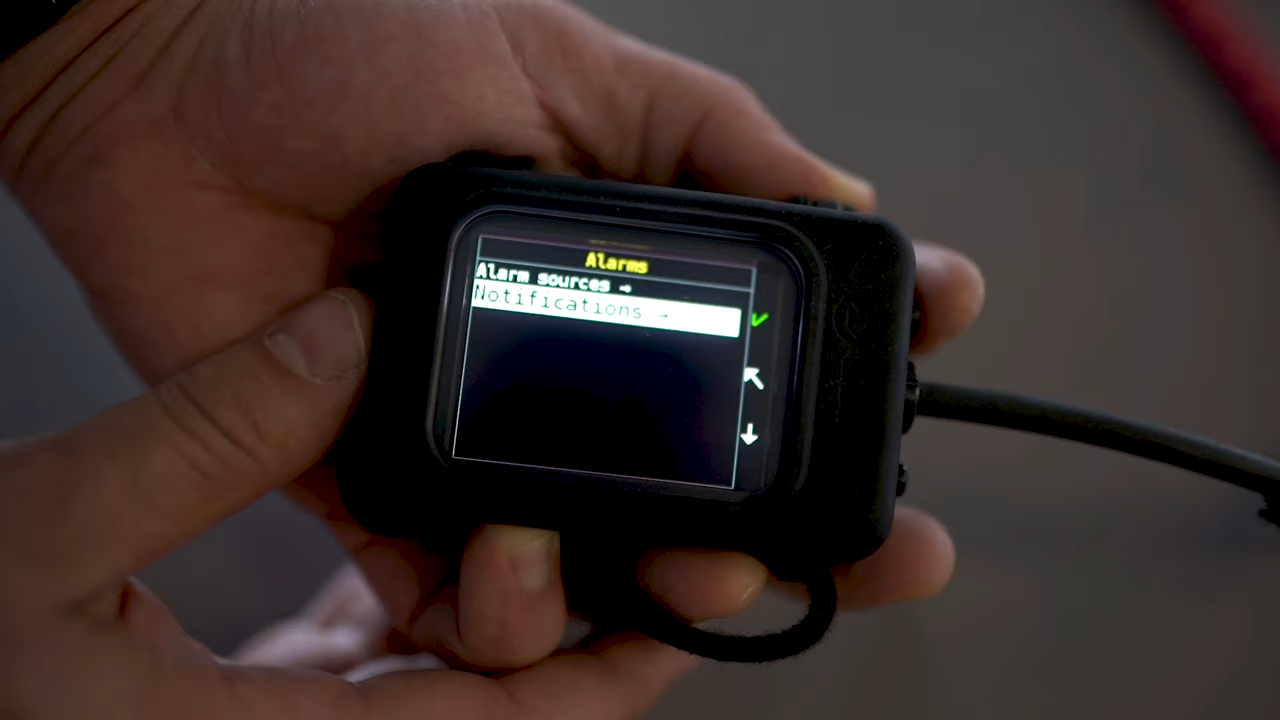 Alarms
Alarm sources →
Notifications →